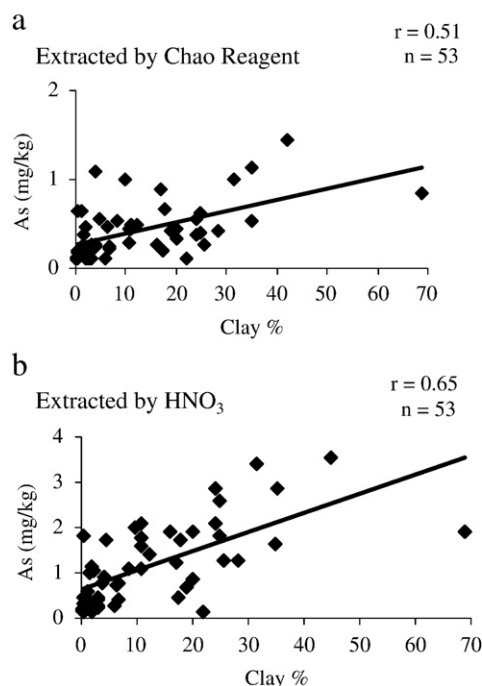 a
r = 0.51
Extracted by Chao Reagent
n = 53
2
1
0
As (mg/kg)
0 10 20 30 40 50 60 70
Clay %
b
r = 0.65
Extracted by HNO₃
n = 53
4
3
2
1
0
As (mg/kg)
0 10 20 30 40 50 60 70
Clay %